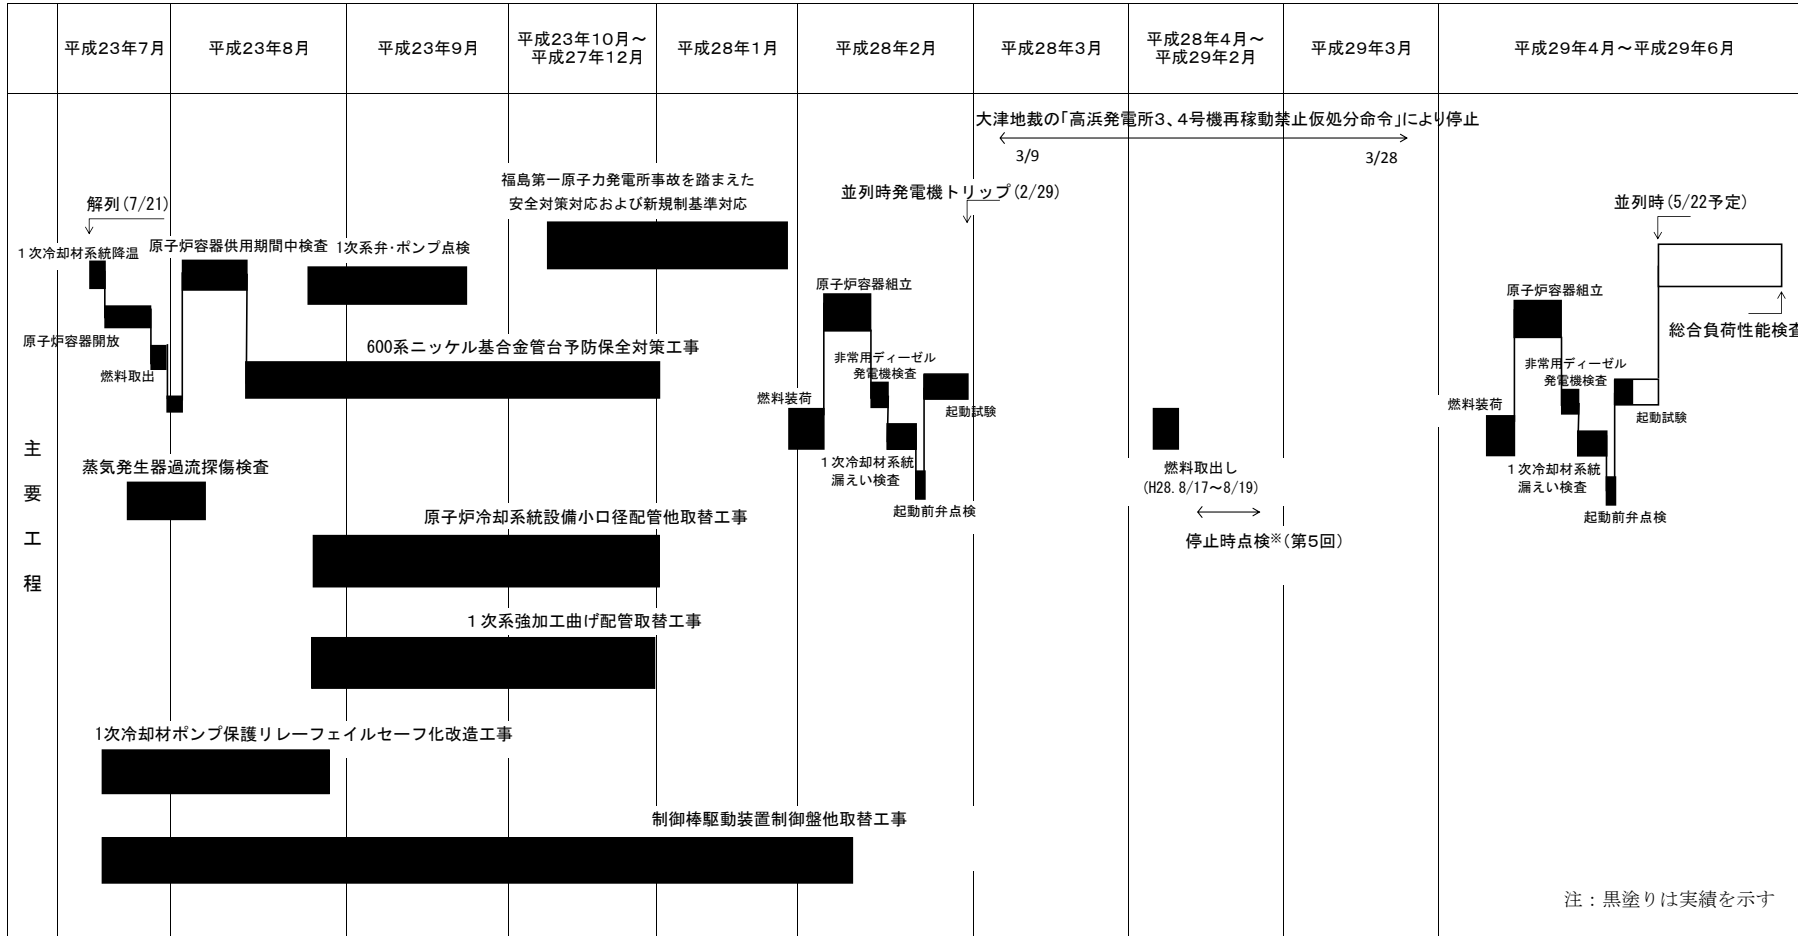 平成23年7月
平成23年8月
平成23年9月
平成23年10月～
平成27年12月
平成28年1月
平成28年2月
平成28年3月
平成28年4月～
平成29年2月
平成29年3月
平成29年4月～平成29年6月
主要工程
大津地裁の「高浜発電所3、4号機再稼動禁止仮処分命令」により停止
3/9
3/28
福島第一原子力発電所事故を踏まえた
安全対策対応および新規制基準対応
並列時発電機トリップ(2/29)
並列時(5/22予定)
解列(7/21)
1次冷却材系統降温
原子炉容器供用期間中検査
1次系弁・ポンプ点検
原子炉容器開放
燃料取出
600系ニッケル基合金管台予防保全対策工事
原子炉容器組立
非常用ディーゼル
発電機検査
燃料装荷
起動試験
1次冷却材系統
漏えい検査
起動前弁点検
燃料取出し
(H28.8/17～8/19)
停止時点検※(第5回)
原子炉容器組立
総合負荷性能検査
非常用ディーゼル
発電機検査
燃料装荷
起動試験
1次冷却材系統
漏えい検査
起動前弁点検
蒸気発生器過流探傷検査
原子炉冷却系統設備小口径配管他取替工事
1次系強加工曲げ配管取替工事
1次冷却材ポンプ保護リレーフェイルセーフ化改造工事
制御棒駆動装置制御盤他取替工事
注：黒塗りは実績を示す